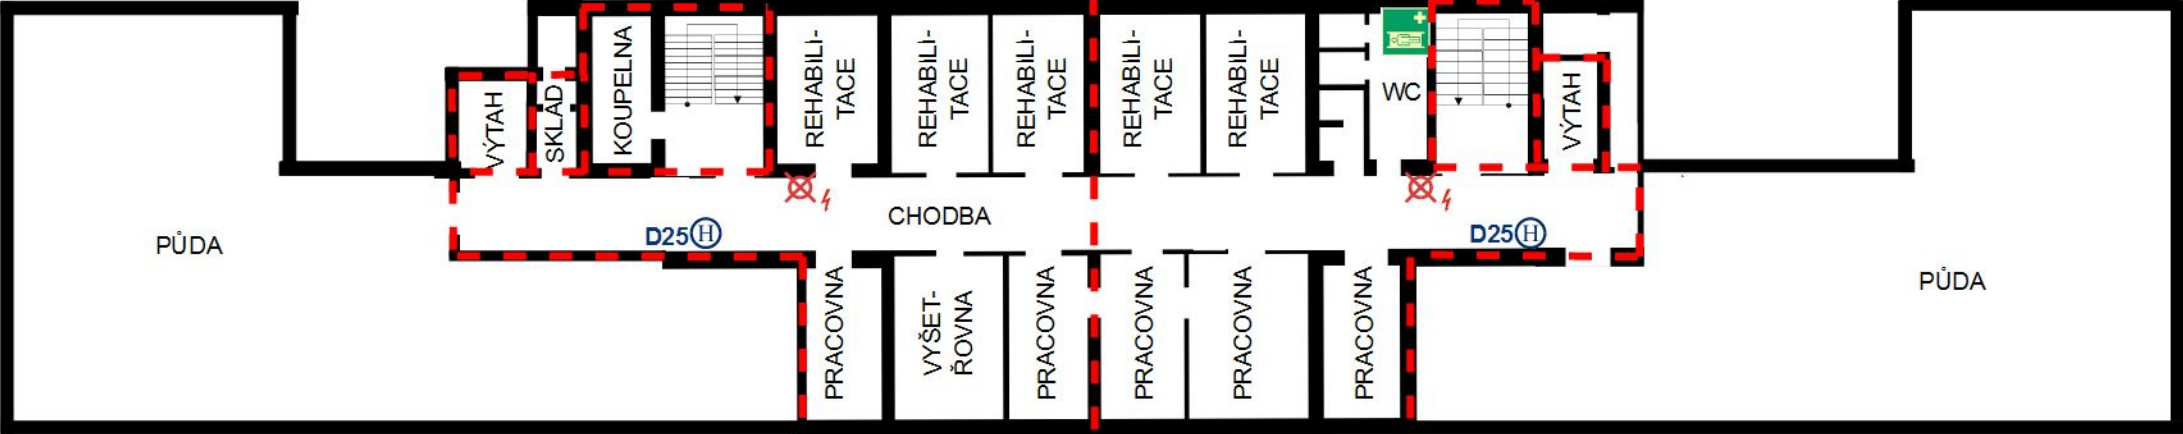 VÝTAH
SKLAD
KOUPELNA
REHABILI-
TACE
REHABILI-
TACE
REHABILI-
TACE
REHABILI-
TACE
REHABILI-
TACE
WC
VÝTAH
PŮDA
D25 H
CHODBA
D25 H
PŮDA
PRACOVNA
VYŠET-
ŘOVNA
PRACOVNA
PRACOVNA
PRACOVNA
PRACOVNA